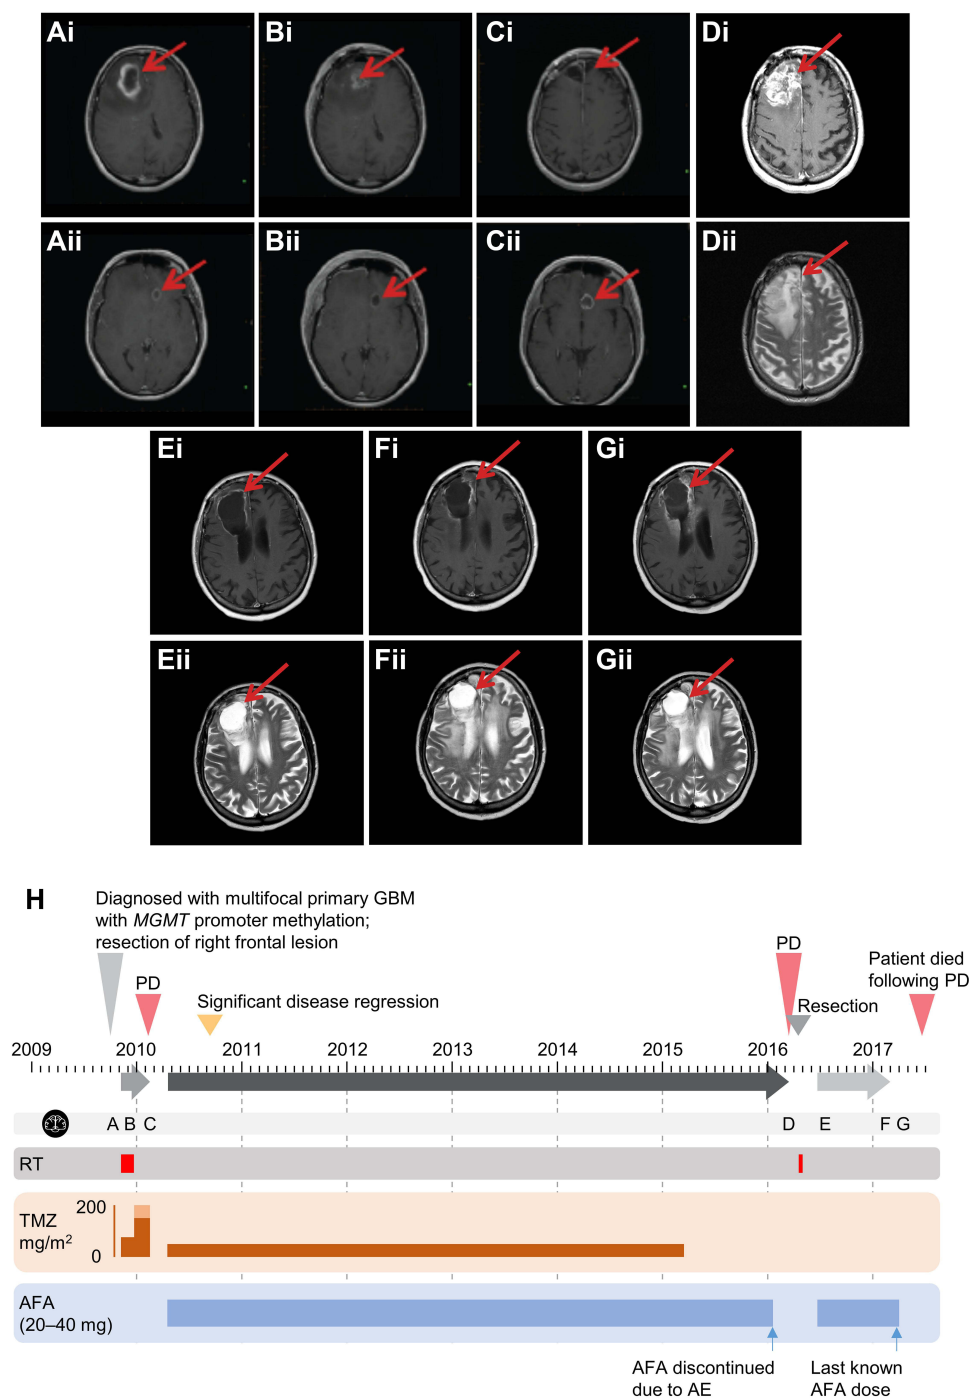 Ai
Bi
Ci
Di
Aii
Bii
Cii
Dii
Ei
Fi
Gi
Eii
Fii
Gii
H
Diagnosed with multifocal primary GBM
with MGMT promoter methylation;
resection of right frontal lesion
PD
Significant disease regression
PD
Resection
Patient died
following PD
2009 2010 2011 2012 2013 2014 2015 2016 2017
A B C D E F G
RT
TMZ
mg/m²
200
0
AFA
(20–40 mg)
AFA discontinued
due to AE
Last known
AFA dose